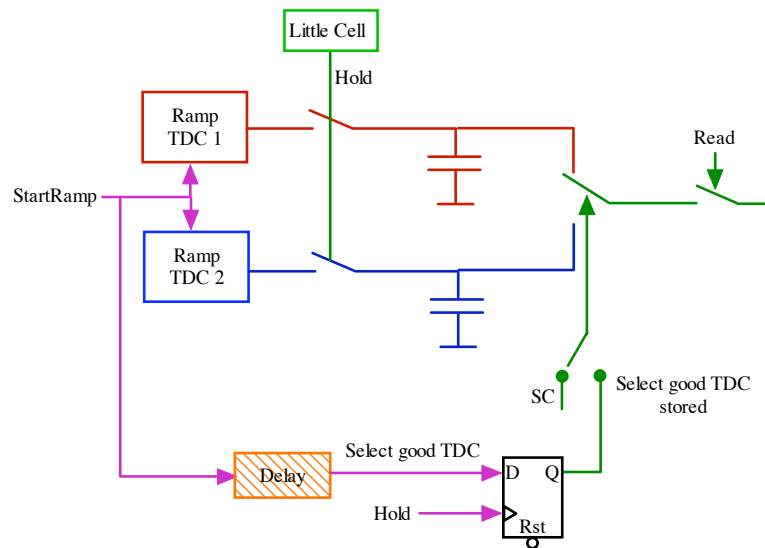 Little Cell
Hold
Ramp
TDC 1
Read
StartRamp
Ramp
TDC 2
SC
Select good TDC
stored
Select good TDC
Delay
D
Q
Hold
Rst